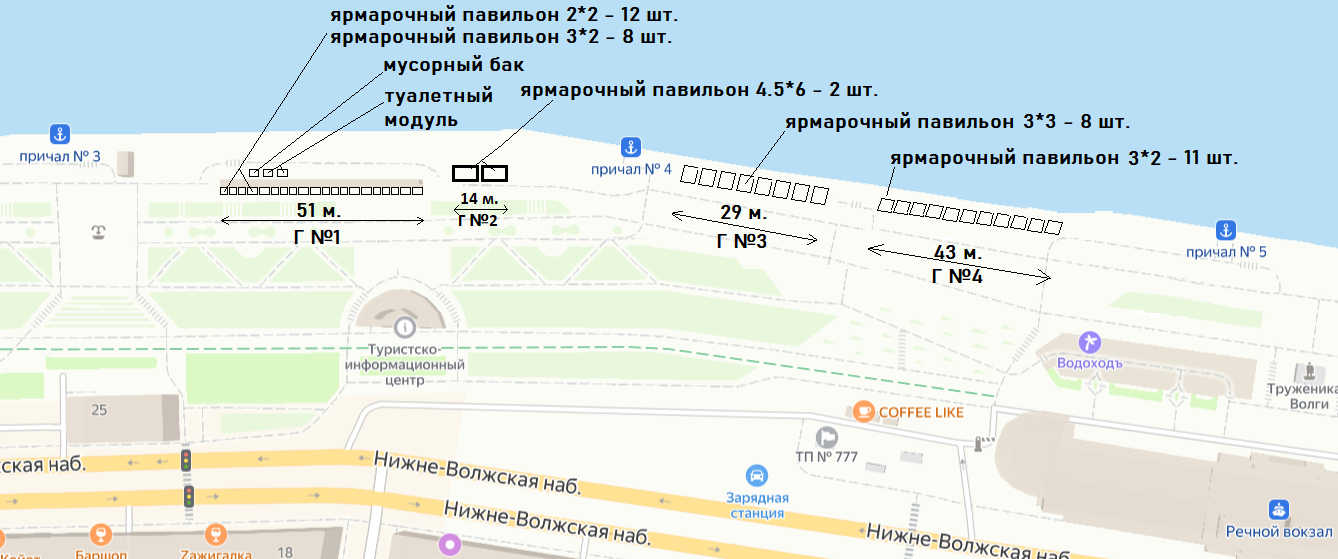 ярмарочный павильон 2*2 – 12 шт.
ярмарочный павильон 3*2 – 8 шт.
мусорный бак
туалетный
модуль
ярмарочный павильон 4.5*6 – 2 шт.
ярмарочный павильон 3*3 – 8 шт.
ярмарочный павильон 3*2 – 11 шт.
причал № 3
причал № 4
51 м.
Г №1
14 м.
Г №2
29 м.
Г №3
43 м.
Г №4
причал № 5
Туристско-
информационный
центр
Водоходъ
Труженика
Волги
25
COFFEE LIKE
ТП № 777
ская наб.
Нижне-Волжская наб.
Зарядная
станция
Нижне-Волжская наб.
Нижне-Волжская наб.
Речной вокзал
Койот
Баршоп
Zажигалка
18